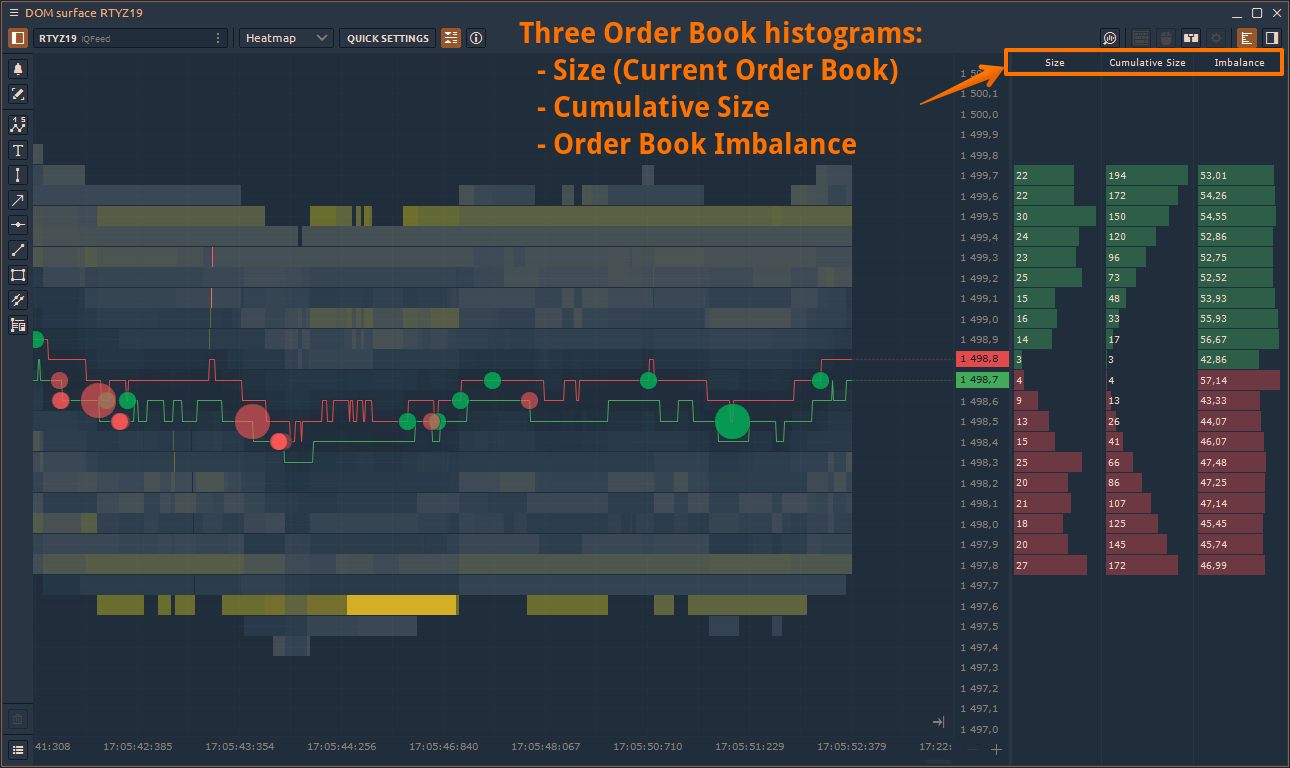 DOM surface RTYZ19
RTYZ19 IQFeed
Heatmap
QUICK SETTINGS
Three Order Book histograms:
- Size (Current Order Book)
- Cumulative Size
- Order Book Imbalance
Size Cumulative Size Imbalance
1 500,1
1 500,0
1 499,9
1 499,8
1 499,7 22 194 53,01
1 499,6 22 172 54,26
1 499,5 30 150 54,55
1 499,4 24 120 52,86
1 499,3 23 96 52,75
1 499,2 25 73 52,52
1 499,1 15 48 53,93
1 499,0 16 33 55,93
1 498,9 14 17 56,67
1 498,8 3 3 42,86
1 498,7 4 4 57,14
1 498,6 9 13 43,33
1 498,5 13 26 44,07
1 498,4 15 41 46,07
1 498,3 25 66 47,48
1 498,2 20 86 47,25
1 498,1 21 107 47,14
1 498,0 18 125 45,45
1 497,9 20 145 45,74
1 497,8 27 172 46,99
1 497,7
1 497,6
1 497,5
1 497,4
1 497,3
1 497,2
1 497,1
1 497,0
41:308 17:05:42:385 17:05:43:354 17:05:44:256 17:05:46:840 17:05:48:067 17:05:50:710 17:05:51:229 17:05:52:379 17:22: